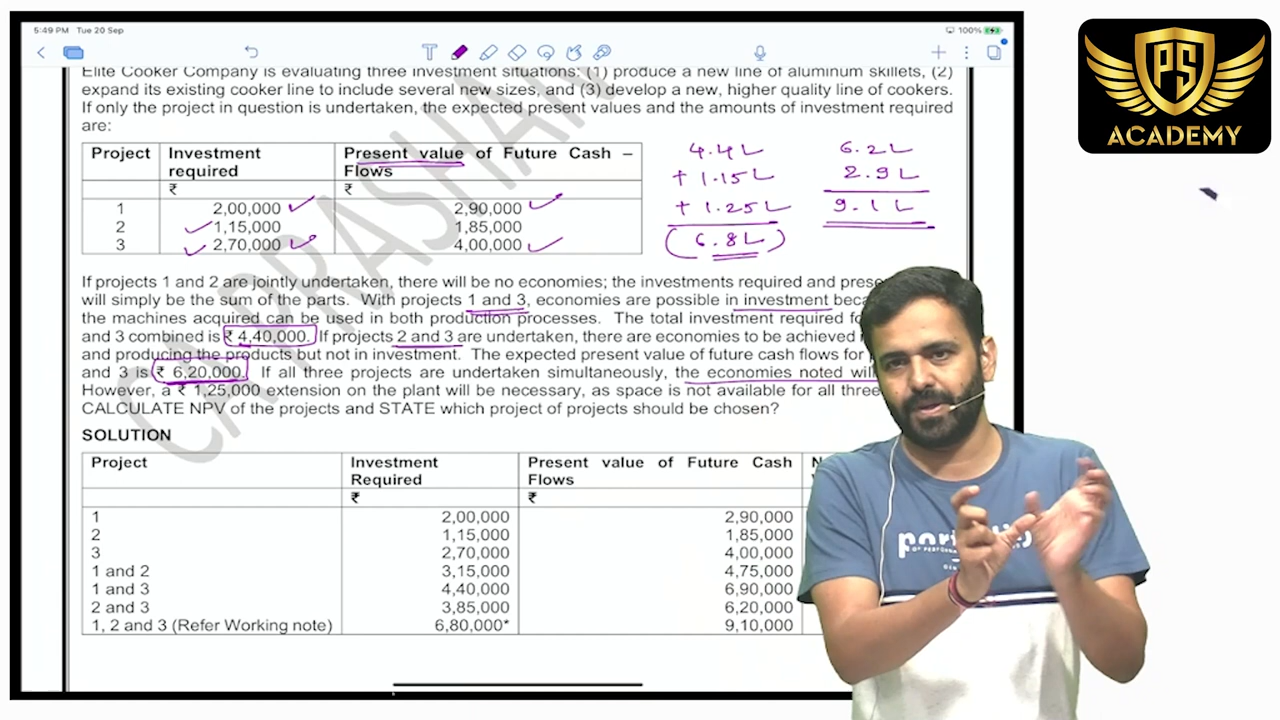 5:49 PM Tue 20 Sep
100%
PS
ACADEMY
Elite Cooker Company is evaluating three investment situations: (1) produce a new line of aluminum skillets, (2)
expand its existing cooker line to include several new sizes, and (3) develop a new, higher quality line of cookers.
If only the project in question is undertaken, the expected present values and the amounts of investment required
are:
Project Investment required Present value of Future Cash – Flows
₹ ₹
1 2,00,000 2,90,000
2 1,15,000 1,85,000
3 2,70,000 4,00,000
4.4L
+ 1.15L
+ 1.25L
(6.8L)
6.2L
2.9L
9.1L
If projects 1 and 2 are jointly undertaken, there will be no economies; the investments required and prese
will simply be the sum of the parts. With projects 1 and 3, economies are possible in investment beca
the machines acquired can be used in both production processes. The total investment required fo
and 3 combined is ₹ 4,40,000. If projects 2 and 3 are undertaken, there are economies to be achieved
and producing the products but not in investment. The expected present value of future cash flows for
and 3 is ₹ 6,20,000. If all three projects are undertaken simultaneously, the economies noted will
However, a ₹ 1,25,000 extension on the plant will be necessary, as space is not available for all three
CALCULATE NPV of the projects and STATE which project of projects should be chosen?
SOLUTION
Project Investment Required Present value of Future Cash Flows N
₹ ₹
1 2,00,000 2,90,000
2 1,15,000 1,85,000
3 2,70,000 4,00,000
1 and 2 3,15,000 4,75,000
1 and 3 4,40,000 6,90,000
2 and 3 3,85,000 6,20,000
1, 2 and 3 (Refer Working note) 6,80,000* 9,10,000